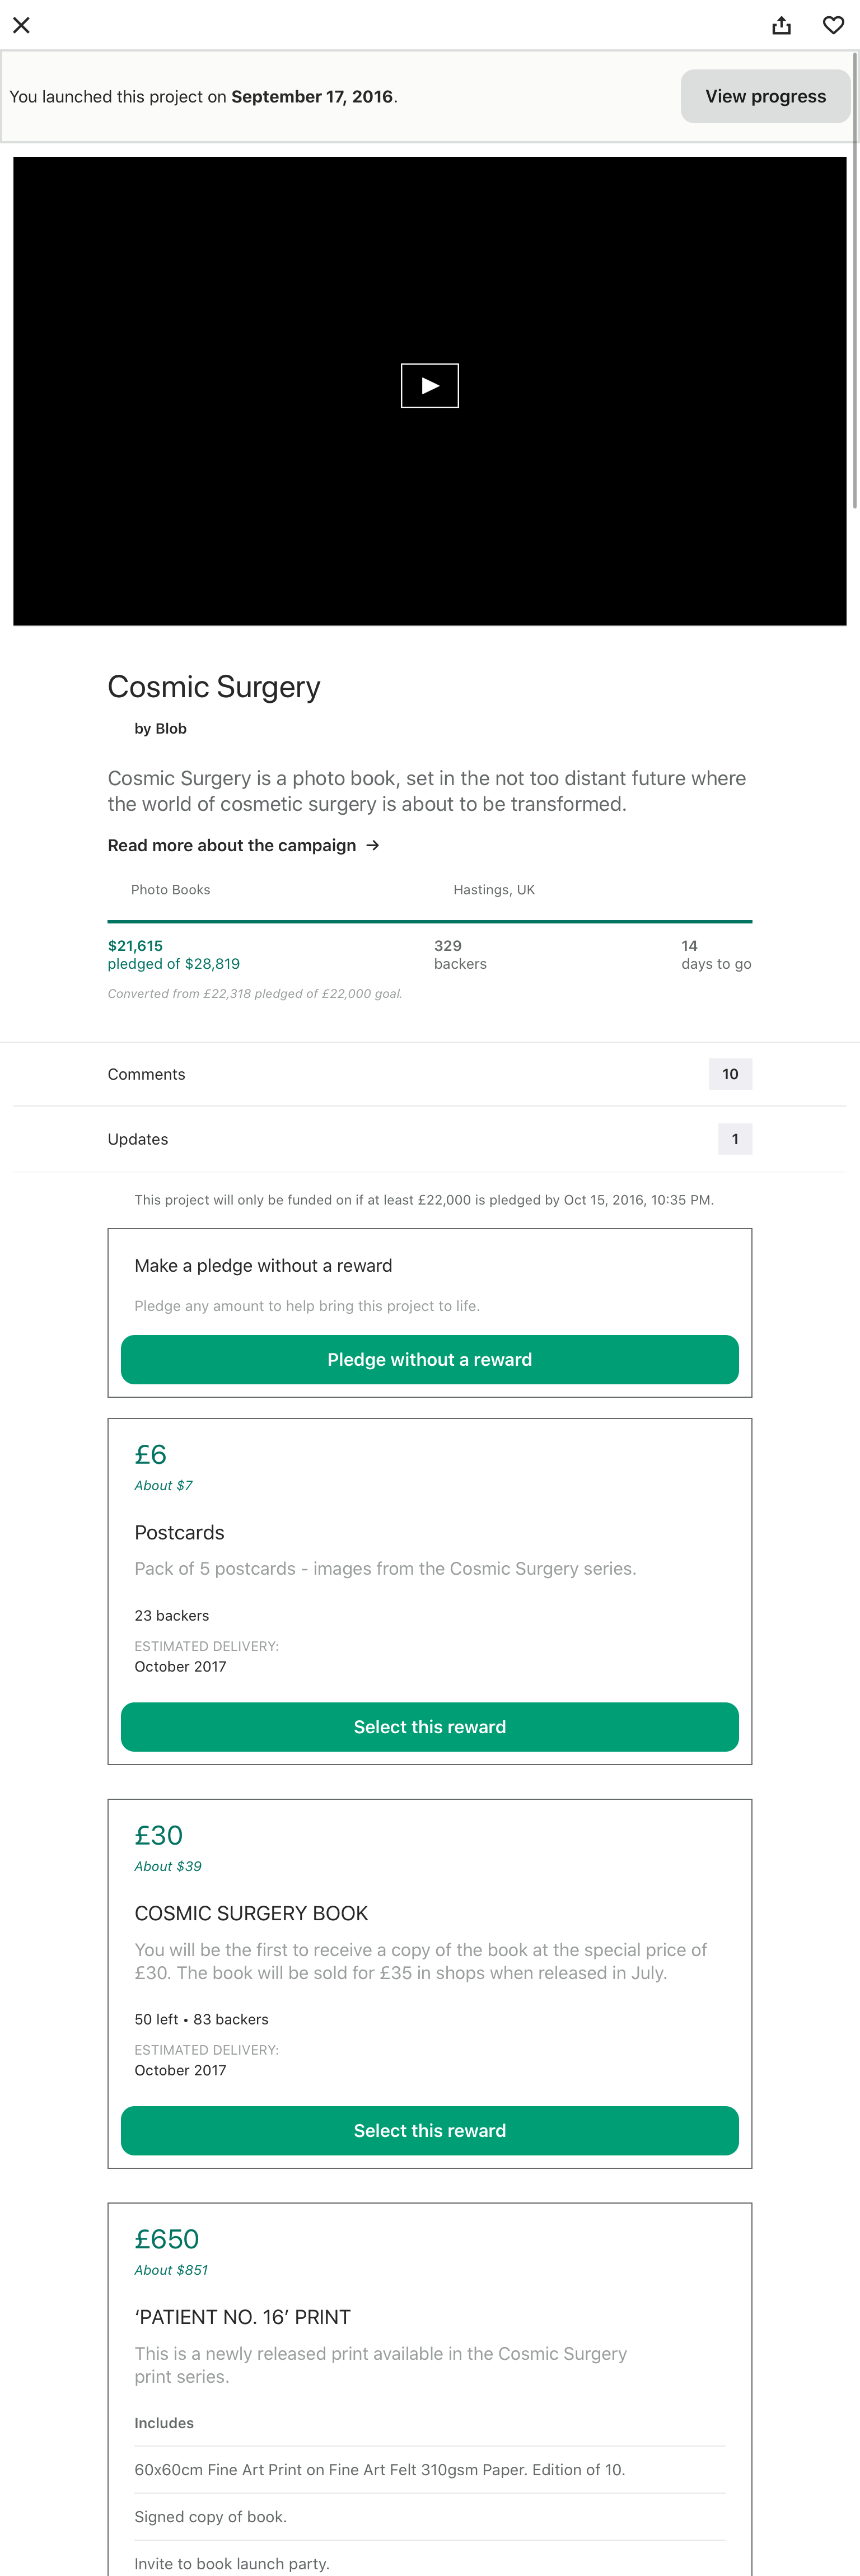 You launched this project on September 17, 2016.
View progress
Cosmic Surgery
by Blob
Cosmic Surgery is a photo book, set in the not too distant future where
the world of cosmetic surgery is about to be transformed.
Read more about the campaign →
Photo Books
Hastings, UK
$21,615
pledged of $28,819
329
backers
14
days to go
Converted from £22,318 pledged of £22,000 goal.
Comments
10
Updates
1
This project will only be funded on if at least £22,000 is pledged by Oct 15, 2016, 10:35 PM.
Make a pledge without a reward
Pledge any amount to help bring this project to life.
Pledge without a reward
£6
About $7
Postcards
Pack of 5 postcards - images from the Cosmic Surgery series.
23 backers
ESTIMATED DELIVERY:
October 2017
Select this reward
£30
About $39
COSMIC SURGERY BOOK
You will be the first to receive a copy of the book at the special price of
£30. The book will be sold for £35 in shops when released in July.
50 left • 83 backers
ESTIMATED DELIVERY:
October 2017
Select this reward
£650
About $851
‘PATIENT NO. 16’ PRINT
This is a newly released print available in the Cosmic Surgery
print series.
Includes
60x60cm Fine Art Print on Fine Art Felt 310gsm Paper. Edition of 10.
Signed copy of book.
Invite to book launch party.